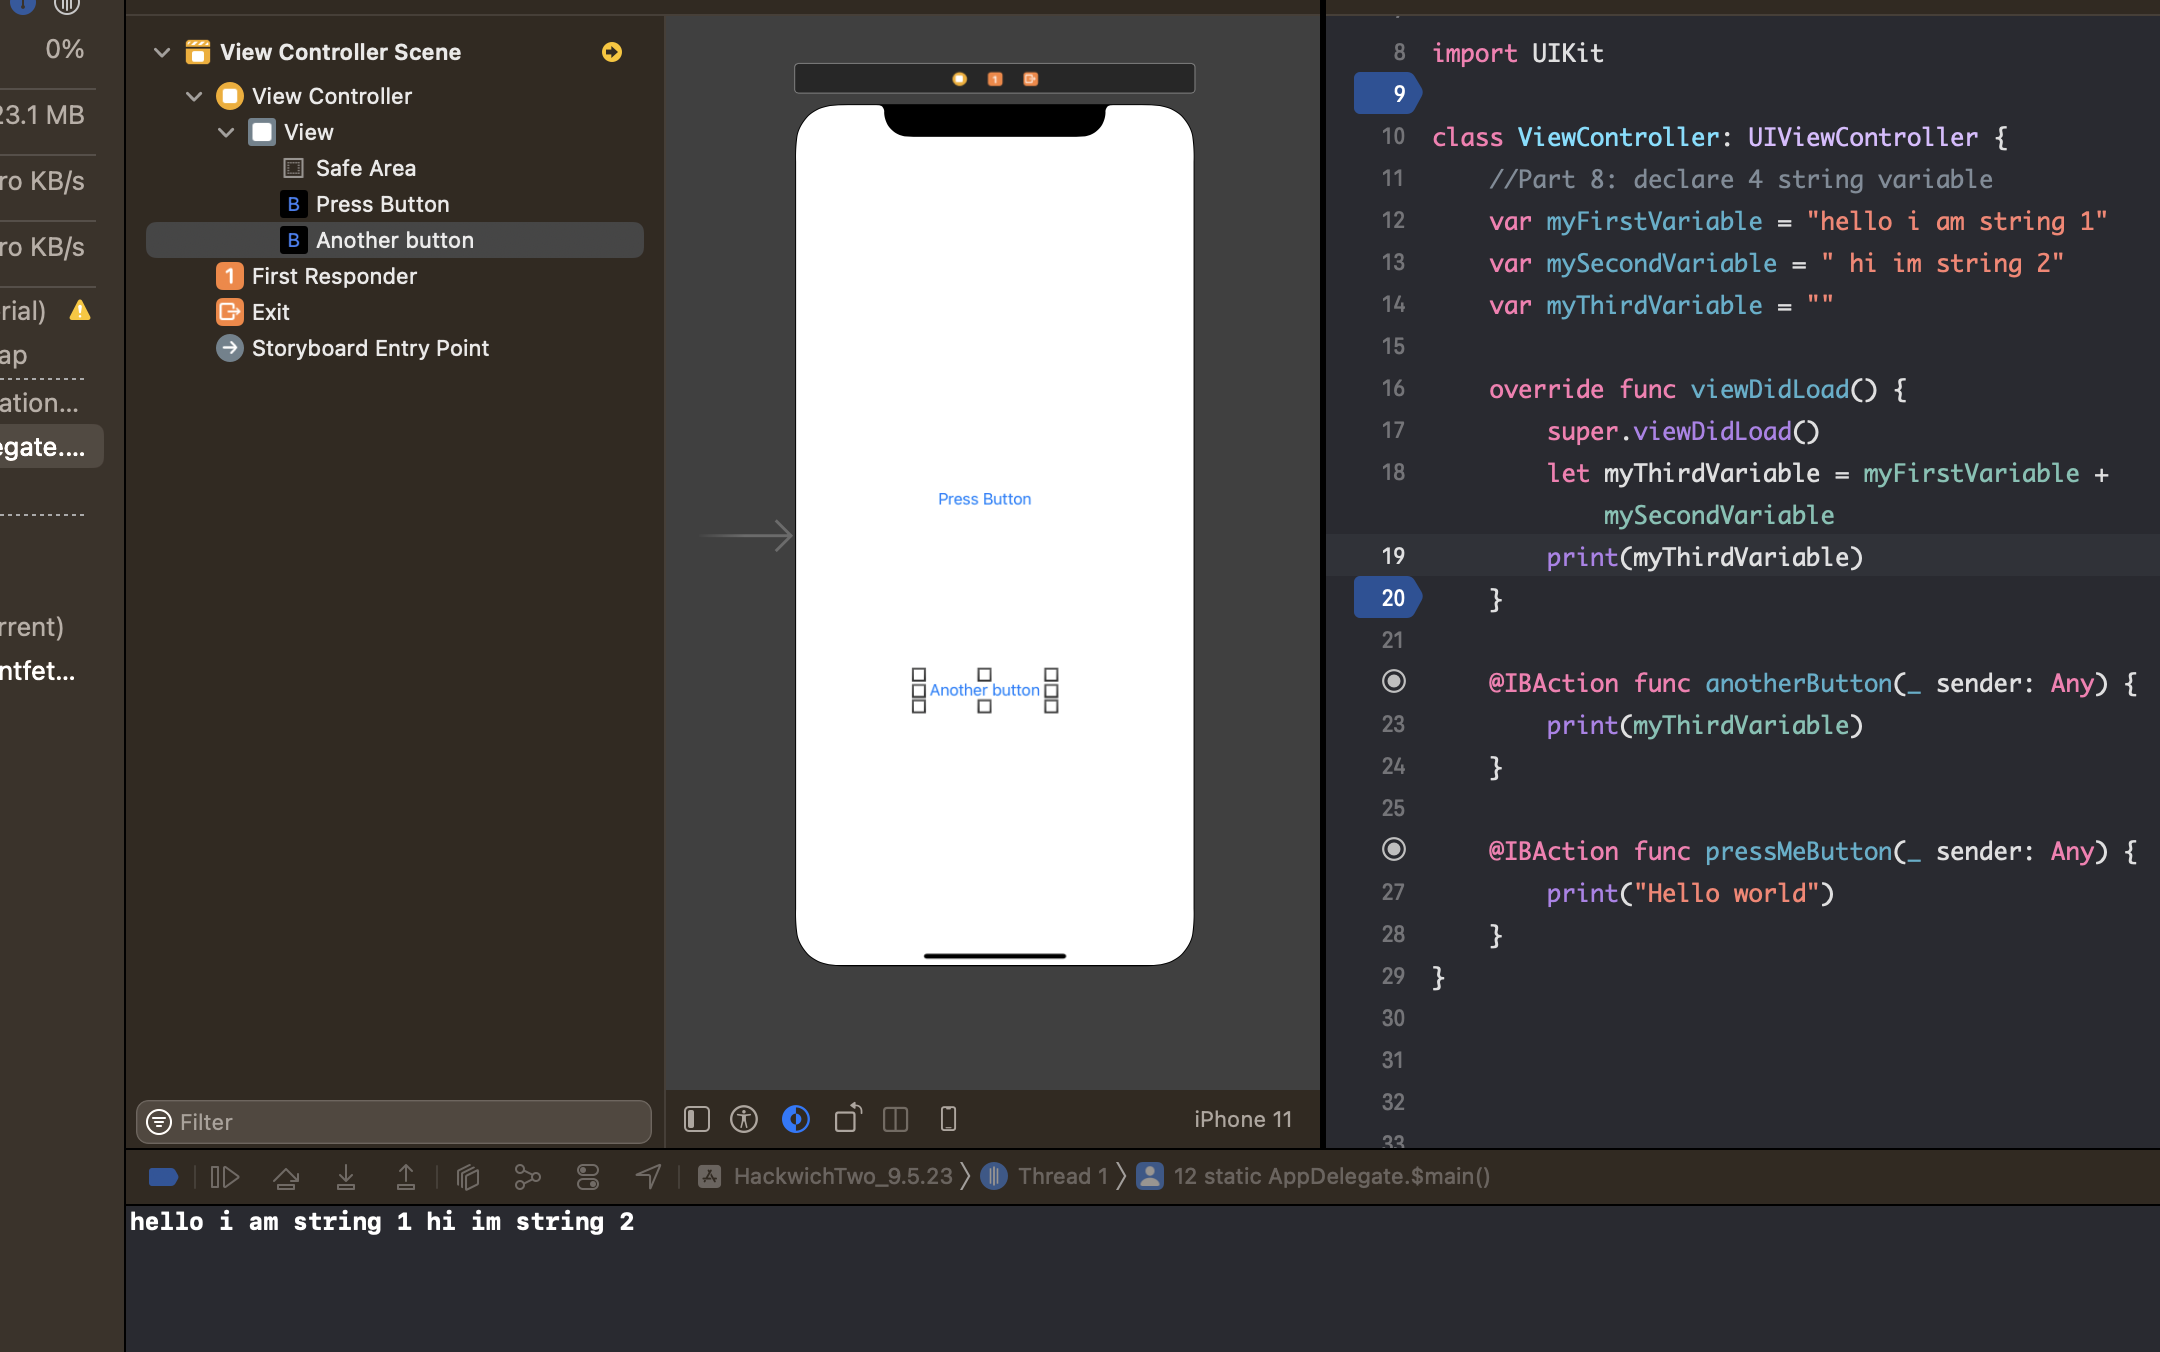 0%
23.1 MB
ro KB/s
ro KB/s
rial)
ap
ation...
egate....
rrent)
ntfet...
View Controller Scene
View Controller
View
Safe Area
B Press Button
B Another button
1 First Responder
Exit
Storyboard Entry Point
Filter
1
Press Button
Another button
iPhone 11
8 import UIKit
9
10 class ViewController: UIViewController {
11 //Part 8: declare 4 string variable
12 var myFirstVariable = "hello i am string 1"
13 var mySecondVariable = " hi im string 2"
14 var myThirdVariable = ""
15
16 override func viewDidLoad() {
17 super.viewDidLoad()
18 let myThirdVariable = myFirstVariable +
mySecondVariable
19 print(myThirdVariable)
20 }
21
@IBAction func anotherButton(_ sender: Any) {
23 print(myThirdVariable)
24 }
25
@IBAction func pressMeButton(_ sender: Any) {
27 print("Hello world")
28 }
29 }
30
31
32
33
HackwichTwo_9.5.23 Thread 1 12 static AppDelegate.$main()
hello i am string 1 hi im string 2